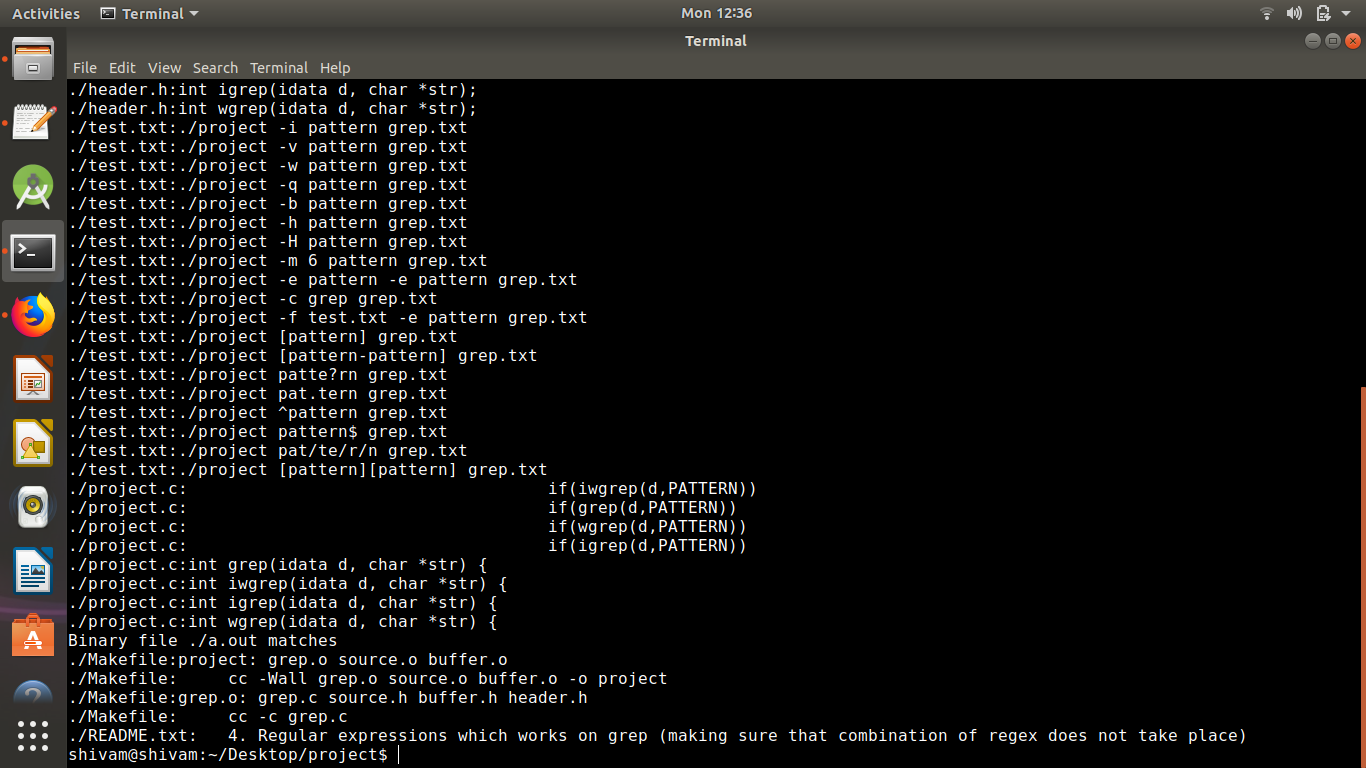 Activities Terminal Mon 12:36
Terminal
File Edit View Search Terminal Help
./header.h:int igrep(idata d, char *str);
./header.h:int wgrep(idata d, char *str);
./test.txt:./project -i pattern grep.txt
./test.txt:./project -v pattern grep.txt
./test.txt:./project -w pattern grep.txt
./test.txt:./project -q pattern grep.txt
./test.txt:./project -b pattern grep.txt
./test.txt:./project -h pattern grep.txt
./test.txt:./project -H pattern grep.txt
./test.txt:./project -m 6 pattern grep.txt
./test.txt:./project -e pattern -e pattern grep.txt
./test.txt:./project -c grep grep.txt
./test.txt:./project -f test.txt -e pattern grep.txt
./test.txt:./project [pattern] grep.txt
./test.txt:./project [pattern-pattern] grep.txt
./test.txt:./project patte?rn grep.txt
./test.txt:./project pat.tern grep.txt
./test.txt:./project ^pattern grep.txt
./test.txt:./project pattern$ grep.txt
./test.txt:./project pat/te/r/n grep.txt
./test.txt:./project [pattern][pattern] grep.txt
./project.c:                                    if(iwgrep(d,PATTERN))
./project.c:                                    if(grep(d,PATTERN))
./project.c:                                    if(wgrep(d,PATTERN))
./project.c:                                    if(igrep(d,PATTERN))
./project.c:int grep(idata d, char *str) {
./project.c:int iwgrep(idata d, char *str) {
./project.c:int igrep(idata d, char *str) {
./project.c:int wgrep(idata d, char *str) {
Binary file ./a.out matches
./Makefile:project: grep.o source.o buffer.o
./Makefile:     cc -Wall grep.o source.o buffer.o -o project
./Makefile:grep.o: grep.c source.h buffer.h header.h
./Makefile:     cc -c grep.c
./README.txt:   4. Regular expressions which works on grep (making sure that combination of regex does not take place)
shivam@shivam:~/Desktop/project$